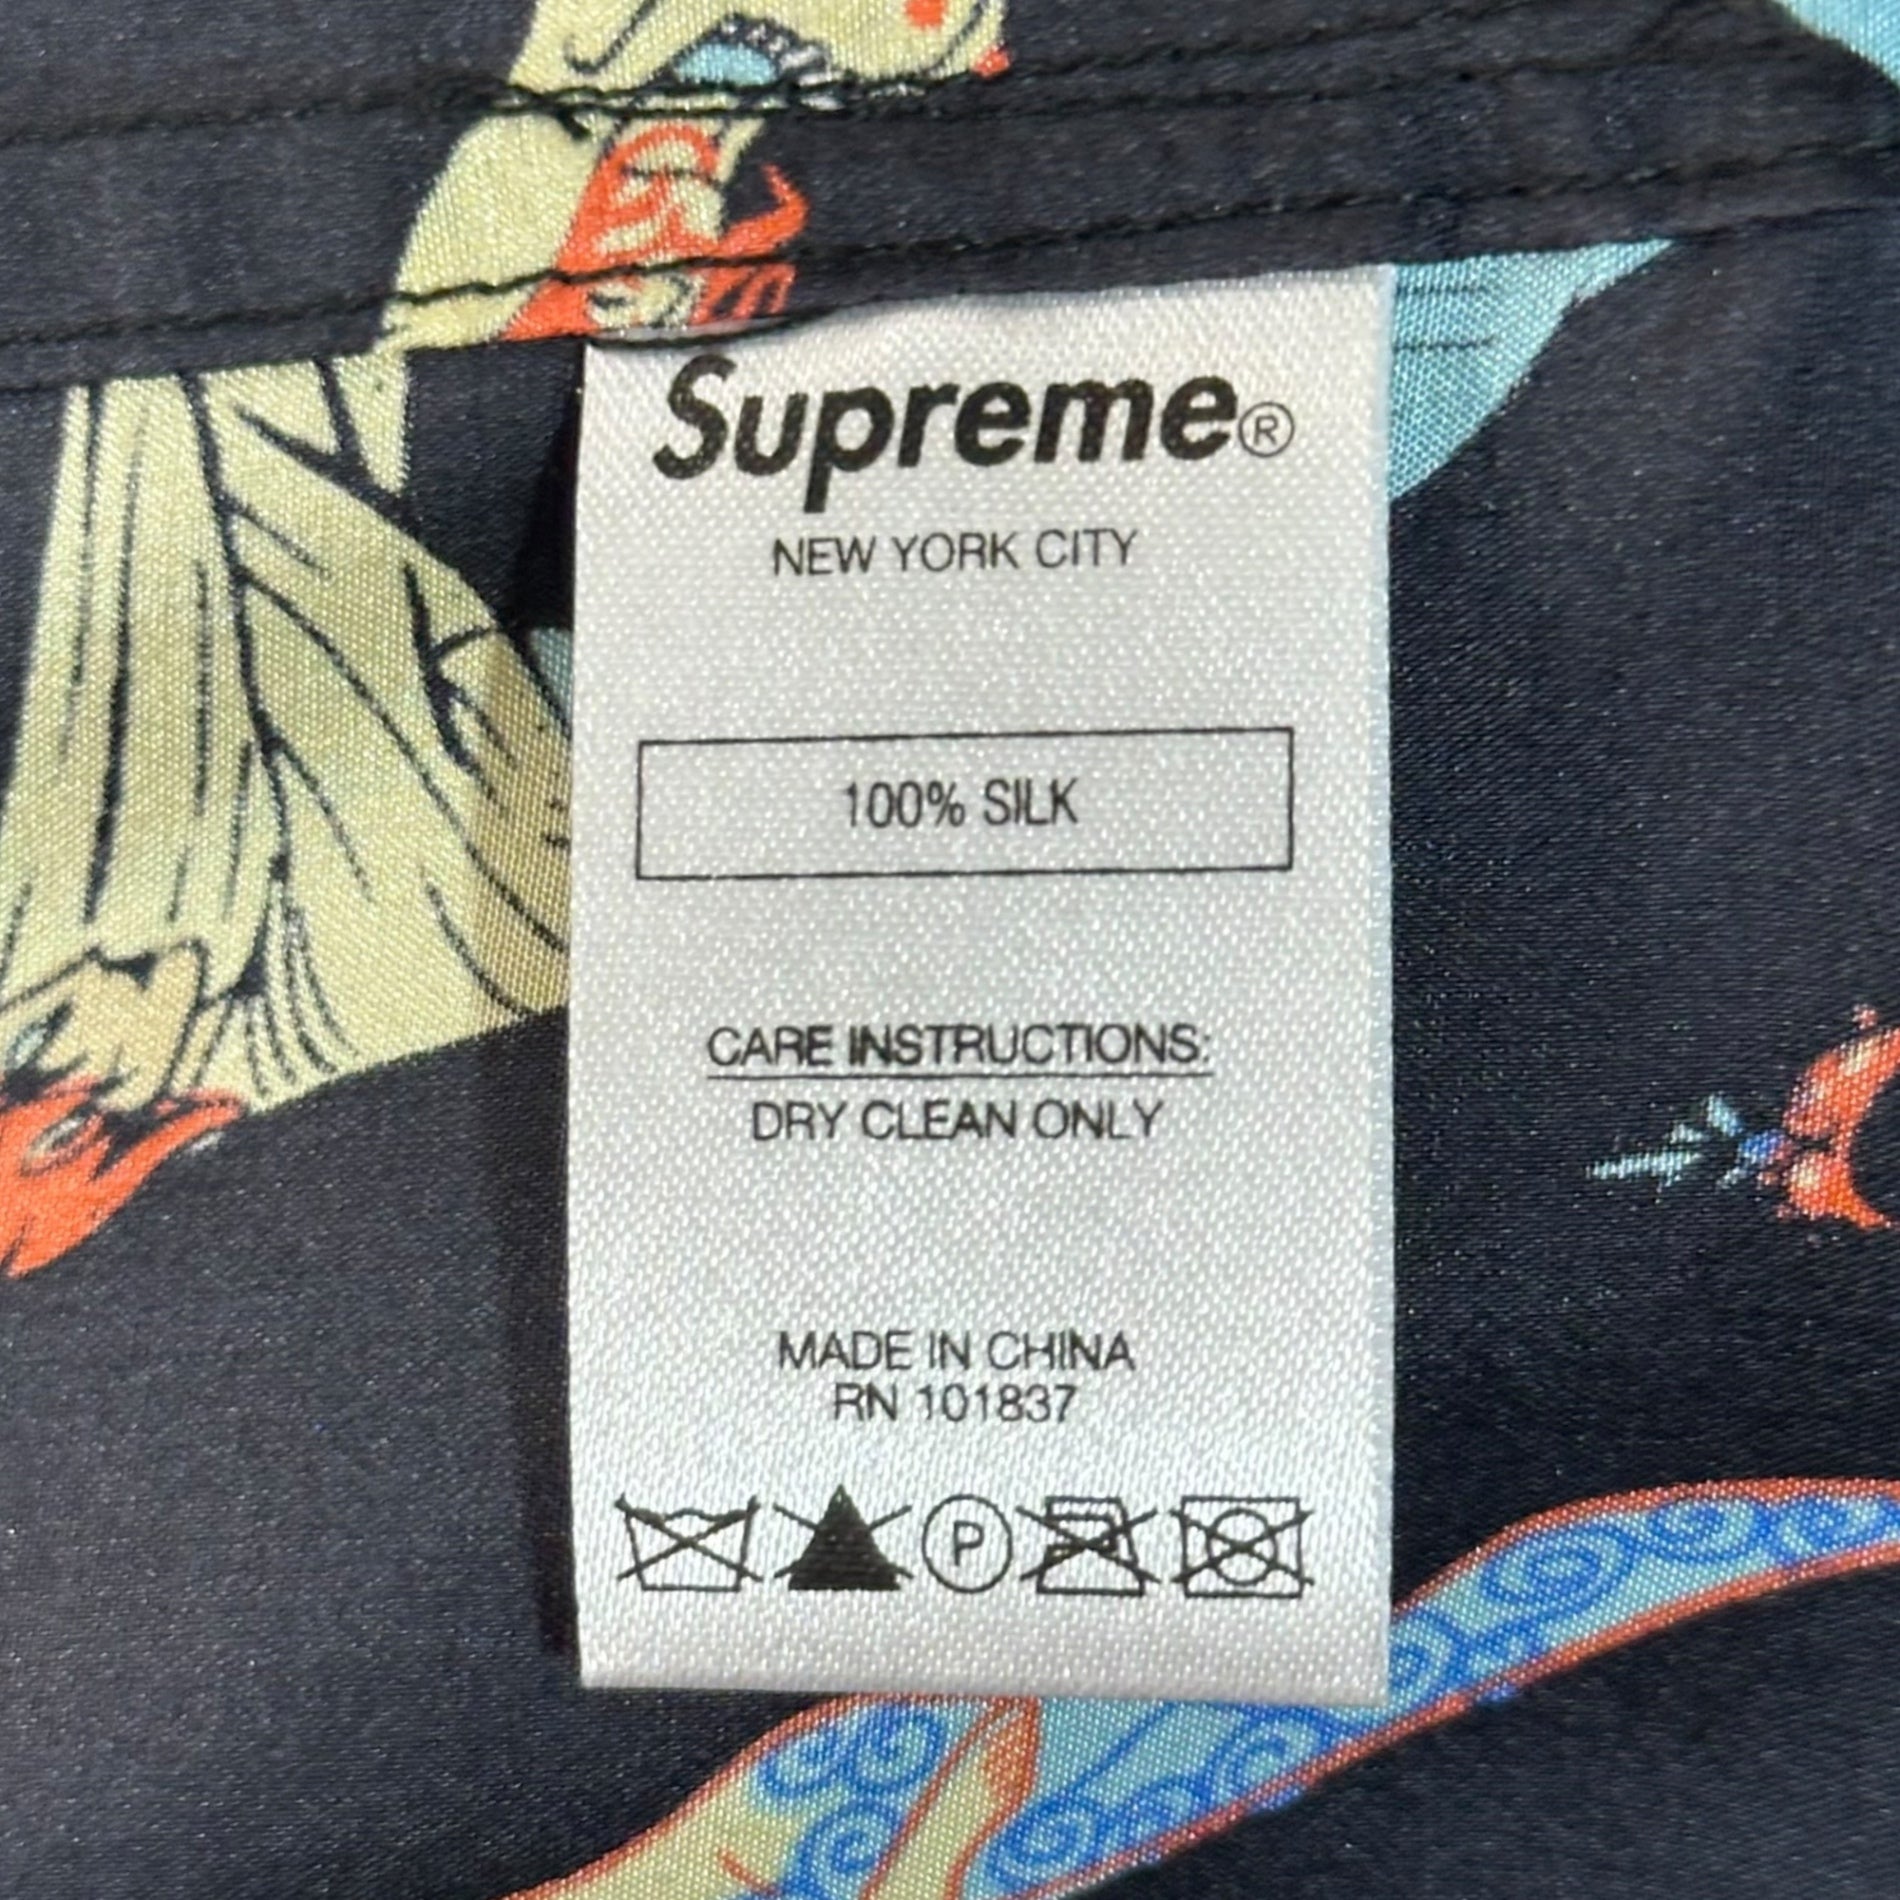 Supreme®
NEW YORK CITY
100% SILK
CARE INSTRUCTIONS:
DRY CLEAN ONLY
MADE IN CHINA
RN 101837
P